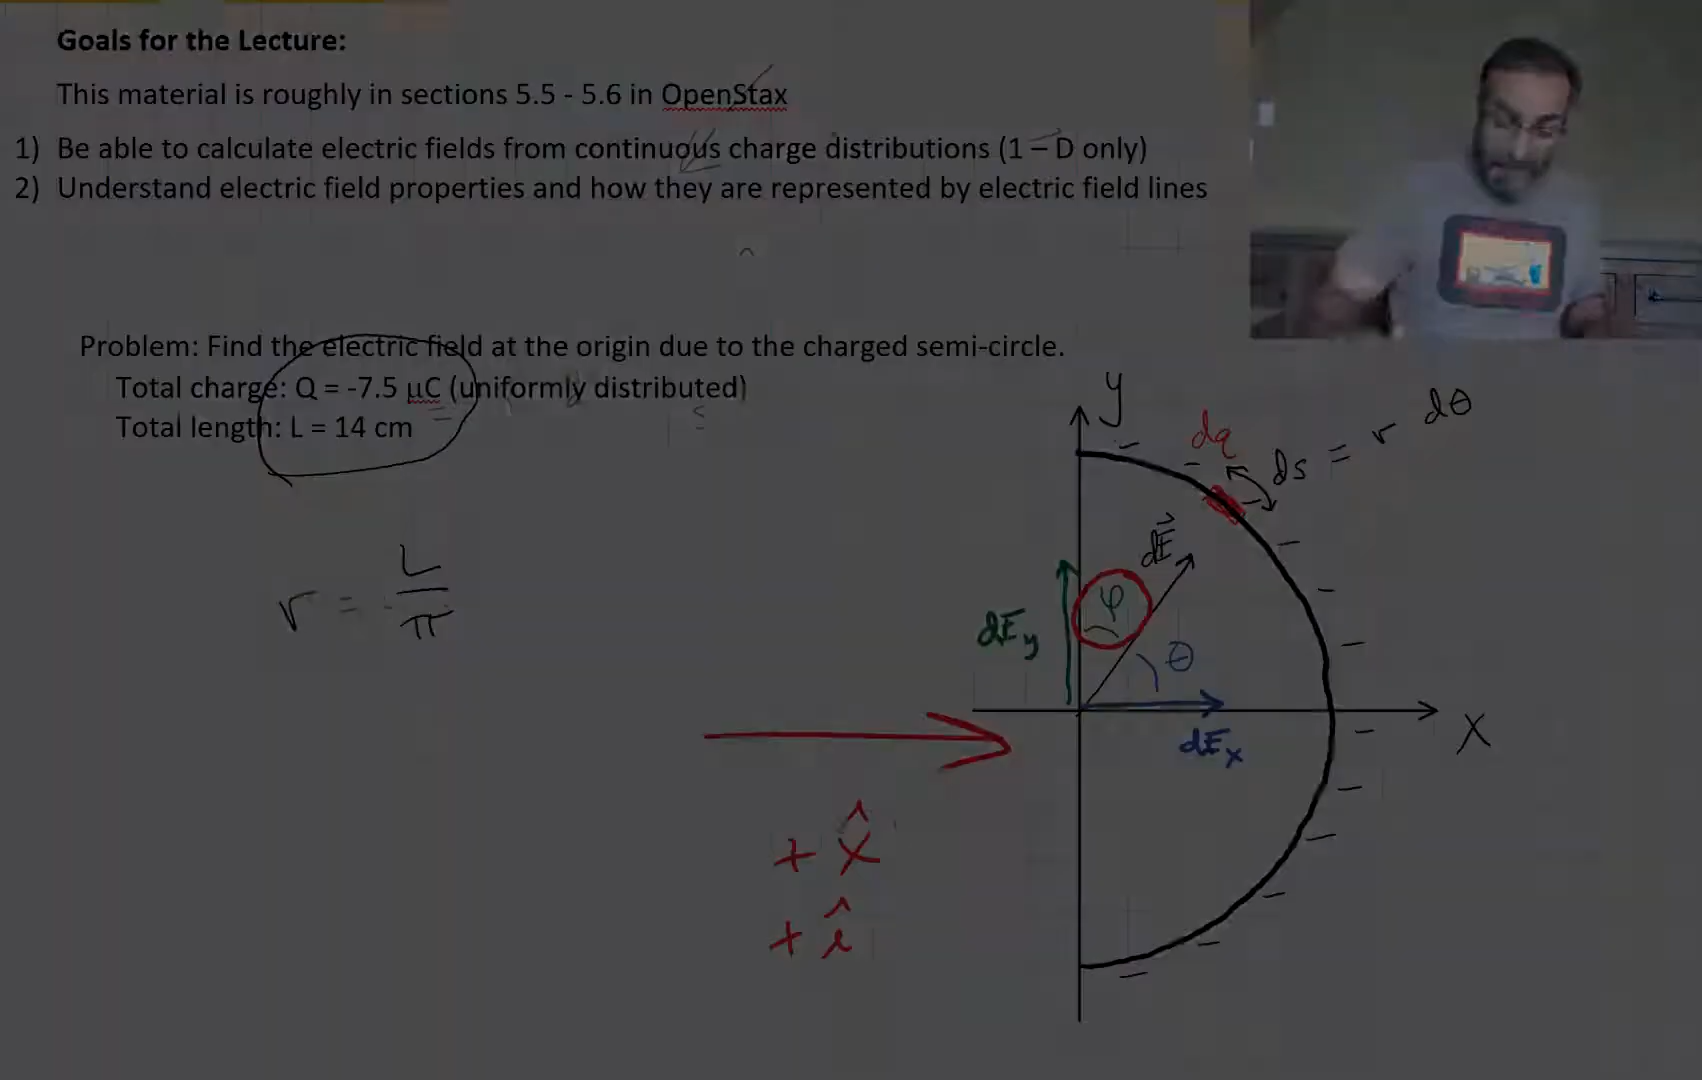 Goals for the Lecture:
This material is roughly in sections 5.5 - 5.6 in OpenStax
1) Be able to calculate electric fields from continuous charge distributions (1 – D only)
2) Understand electric field properties and how they are represented by electric field lines
Problem: Find the electric field at the origin due to the charged semi-circle.
Total charge: Q = -7.5 µC (uniformly distributed)
Total length: L = 14 cm
y
dq
ds = r dθ
r = L/π
dE⃗
φ
dE_y
θ
dE_x
x
+ x̂
+ î